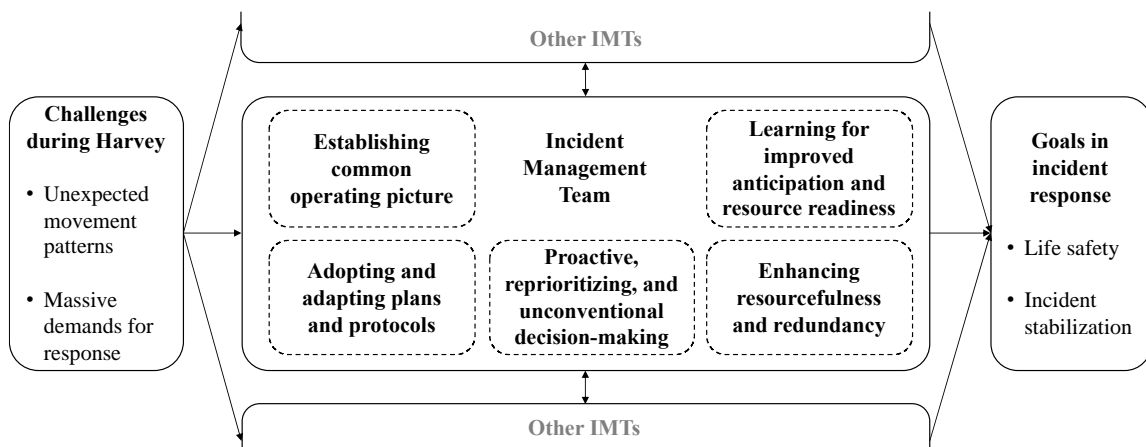 Other IMTs
Challenges
during Harvey
• Unexpected
movement
patterns
• Massive
demands for
response
Establishing
common
operating picture
Incident
Management
Team
Learning for
improved
anticipation and
resource readiness
Adopting and
adapting plans
and protocols
Proactive,
reprioritizing, and
unconventional
decision-making
Enhancing
resourcefulness
and redundancy
Goals in
incident
response
• Life safety
• Incident
stabilization
Other IMTs